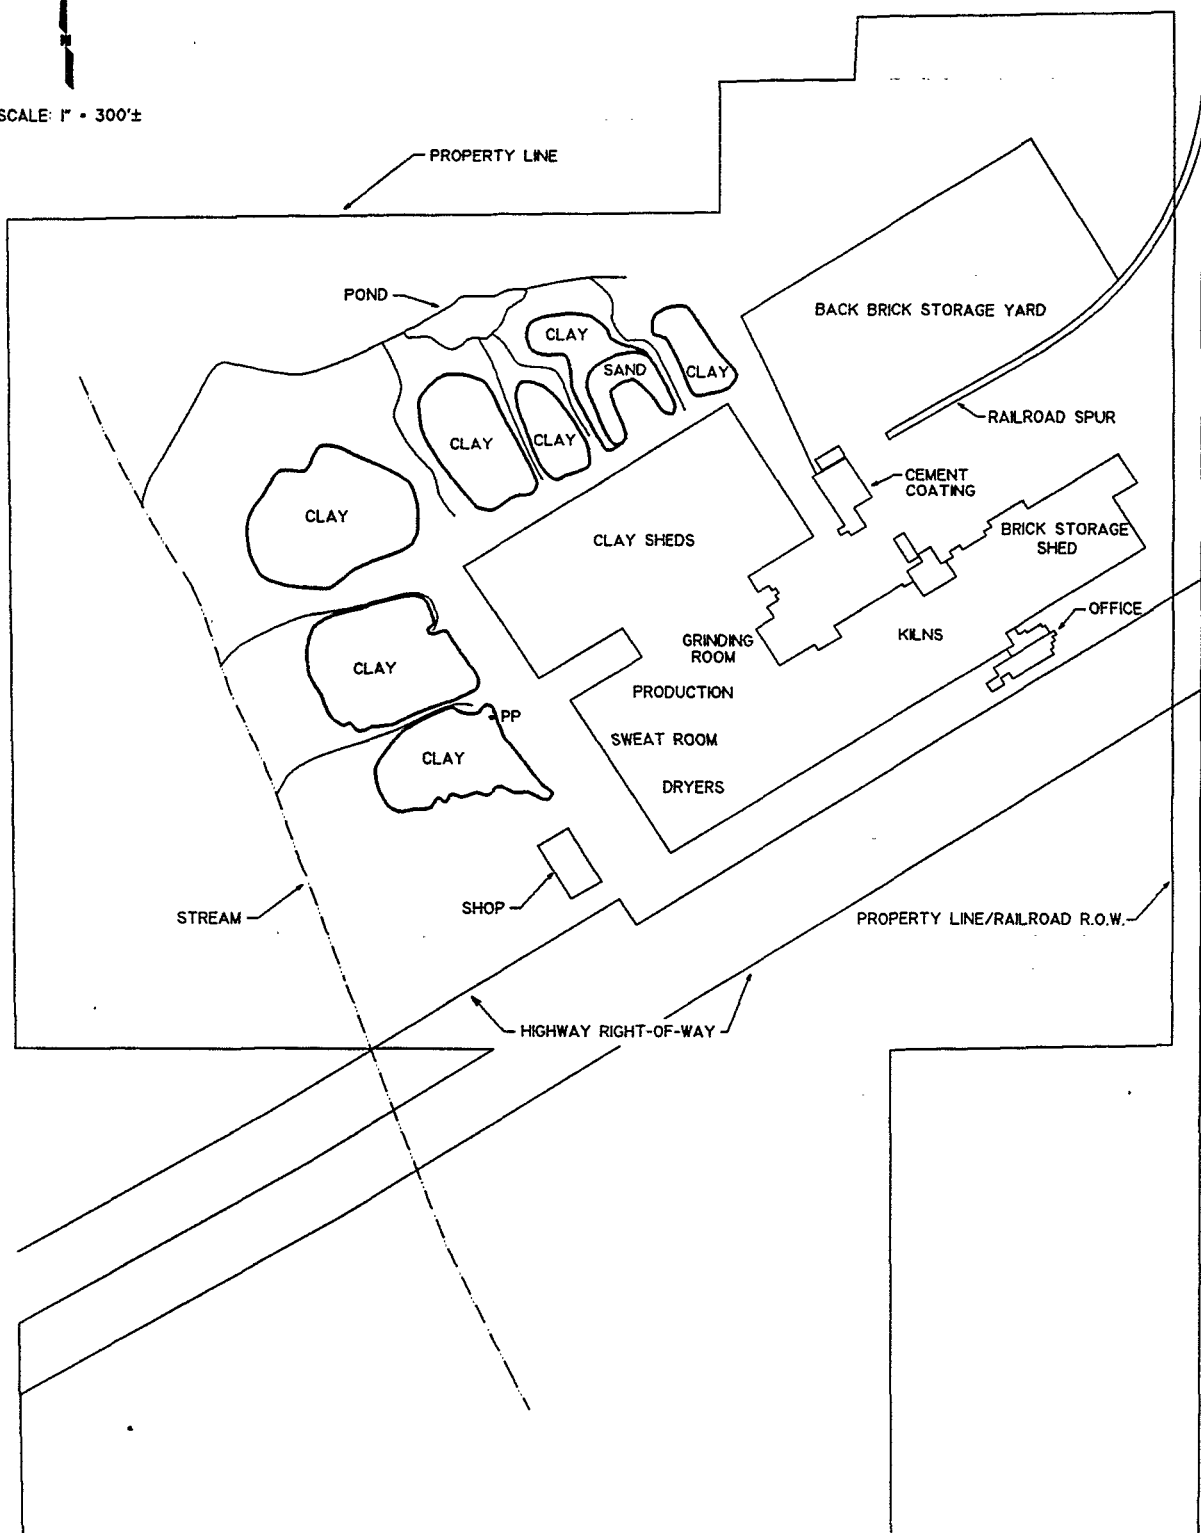 N
SCALE: 1" = 300'±
PROPERTY LINE
POND
CLAY
SAND
CLAY
BACK BRICK STORAGE YARD
RAILROAD SPUR
CLAY
CLAY
CEMENT
COATING
CLAY
CLAY SHEDS
BRICK STORAGE
SHED
OFFICE
GRINDING
ROOM
KILNS
CLAY
PRODUCTION
PP
SWEAT ROOM
CLAY
DRYERS
STREAM
SHOP
PROPERTY LINE/RAILROAD R.O.W.
HIGHWAY RIGHT-OF-WAY